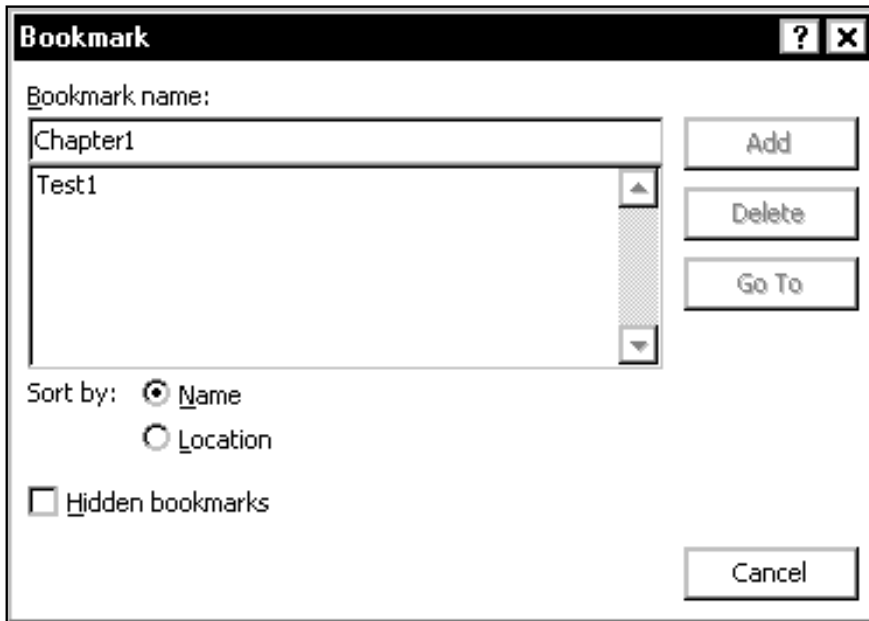 Bookmark ?
Bookmark name:
Chapter1
Add
Test1
Delete
Go To
Sort by: Name
Location
Hidden bookmarks
Cancel